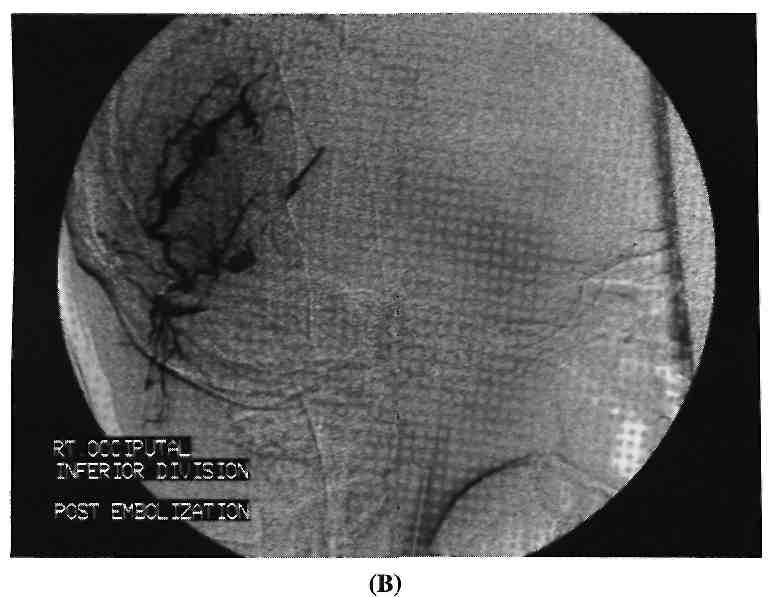 RT OCCIPUTAL
INFERIOR DIVISION
POST EMBOLIZATION
(B)